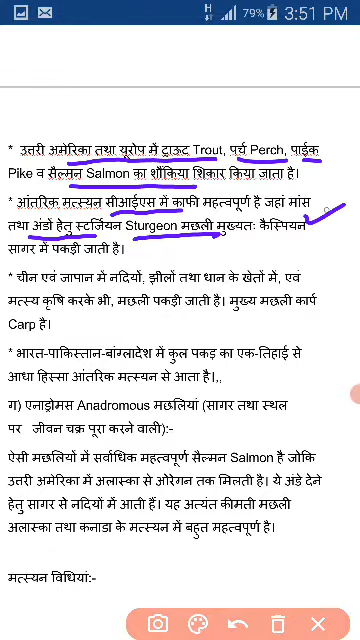 79% 3:51 PM
* उत्तरी अमेरिका तथा यूरोप में ट्राऊट Trout, पर्च Perch, पाईक
Pike व सैल्मन Salmon का शौंकिया शिकार किया जाता है।
* आंतरिक मत्स्यन सीआईएस में काफी महत्वपूर्ण है जहां मांस
तथा अंडों हेतु स्टर्जियन Sturgeon मछली मुख्यतः कैस्पियन
सागर में पकड़ी जाती है।
* चीन एवं जापान में नदियों, झीलों तथा धान के खेतों में, एवं
मत्स्य कृषि करके भी, मछली पकड़ी जाती है। मुख्य मछली कार्प
Carp है।
* भारत-पाकिस्तान-बांग्लादेश में कुल पकड़ का एक-तिहाई से
आधा हिस्सा आंतरिक मत्स्यन से आता है।,,
ग) एनाड्रोमस Anadromous मछलियां (सागर तथा स्थल
पर जीवन चक्र पूरा करने वाली):-
ऐसी मछलियों में सर्वाधिक महत्वपूर्ण सैल्मन Salmon है जोकि
उत्तरी अमेरिका में अलास्का से ओरेगन तक मिलती है। ये अंडे देने
हेतु सागर से नदियों में आती हैं। यह अत्यंत कीमती मछली
अलास्का तथा कनाडा के मत्स्यन में बहुत महत्वपूर्ण है।
मत्स्यन विधियां:-